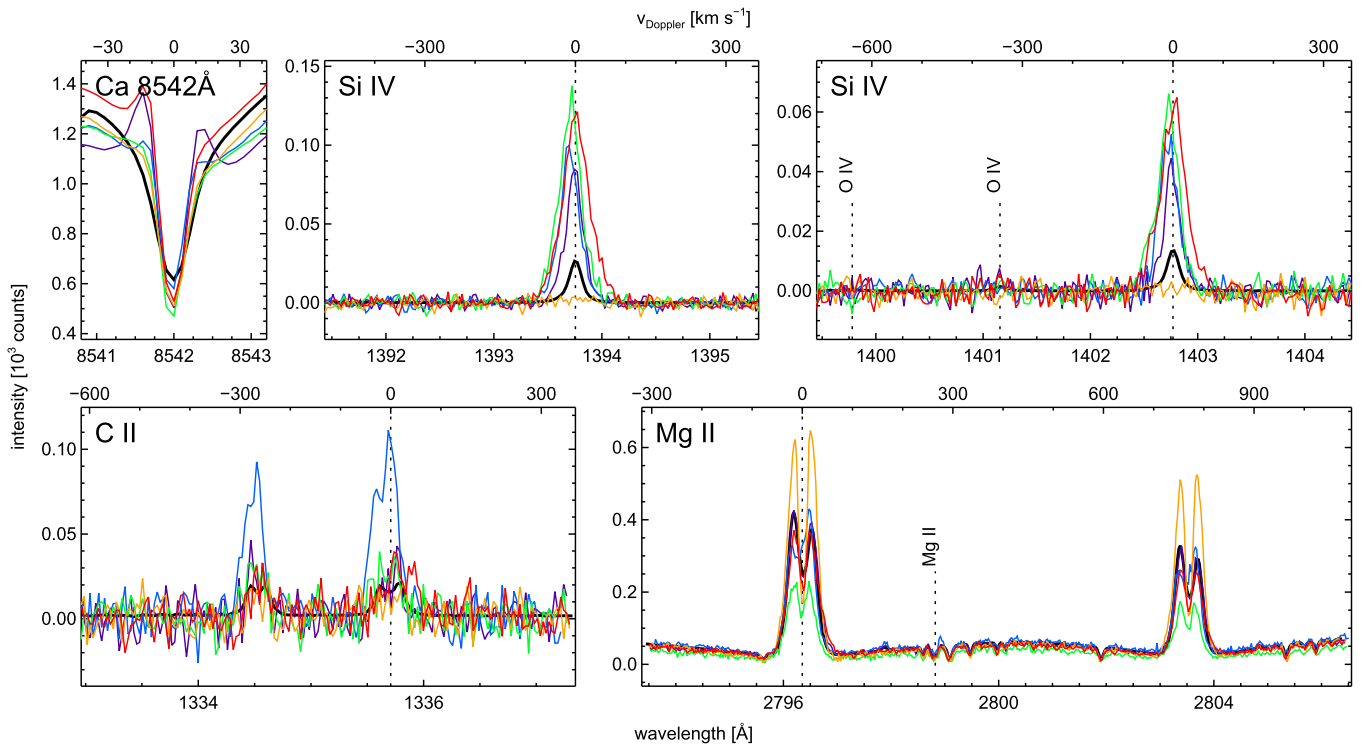 v_Doppler [km s⁻¹]
−30 0 30
−300 0 300
−600 −300 0 300
Ca 8542Å
Si IV
Si IV
1.4
1.2
1.0
0.8
0.6
0.4
0.15
0.10
0.05
0.00
0.06
0.04
0.02
0.00
O IV
O IV
8541 8542 8543
1392 1393 1394 1395
1400 1401 1402 1403 1404
intensity [10³ counts]
−600 −300 0 300
−300 0 300 600 900
C II
Mg II
0.10
0.05
0.00
0.6
0.4
0.2
0.0
Mg II
1334 1336
2796 2800 2804
wavelength [Å]